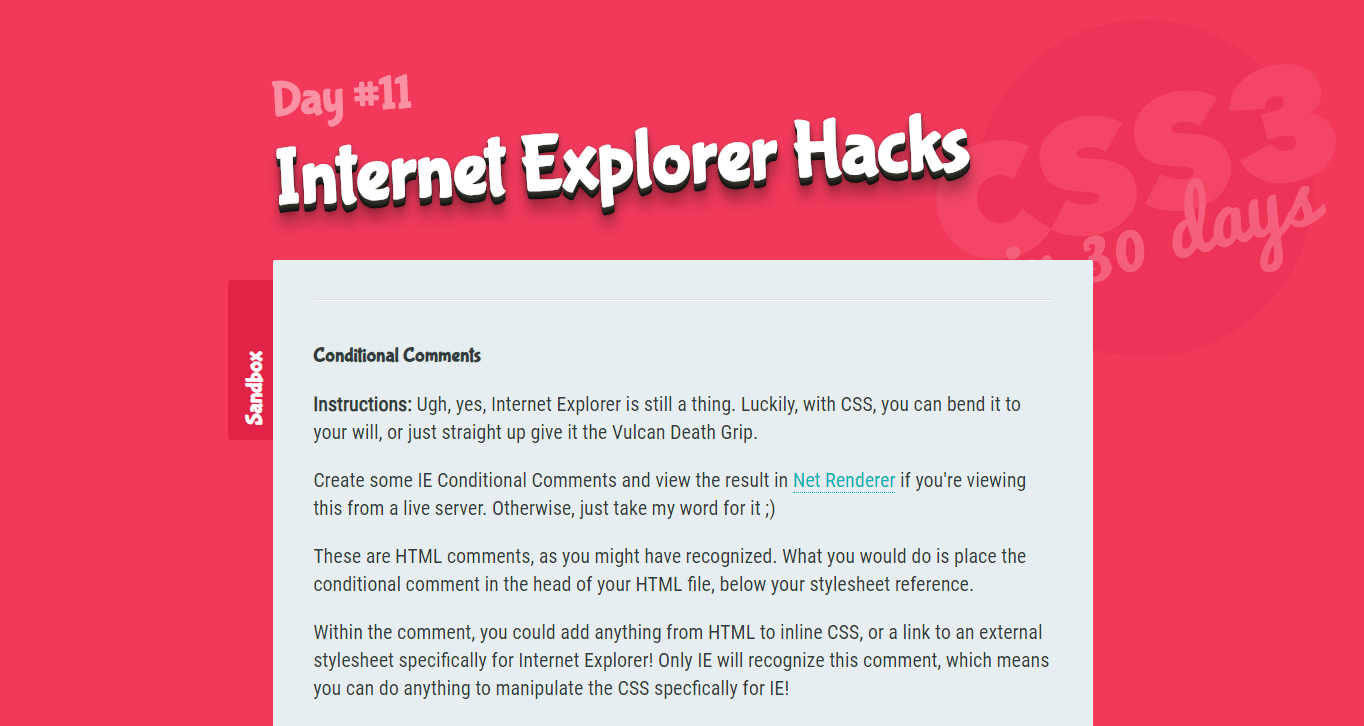 Day #11
Internet Explorer Hacks
CSS3
in 30 days
Sandbox
Conditional Comments
Instructions: Ugh, yes, Internet Explorer is still a thing. Luckily, with CSS, you can bend it to
your will, or just straight up give it the Vulcan Death Grip.
Create some IE Conditional Comments and view the result in Net Renderer if you're viewing
this from a live server. Otherwise, just take my word for it ;)
These are HTML comments, as you might have recognized. What you would do is place the
conditional comment in the head of your HTML file, below your stylesheet reference.
Within the comment, you could add anything from HTML to inline CSS, or a link to an external
stylesheet specifically for Internet Explorer! Only IE will recognize this comment, which means
you can do anything to manipulate the CSS specfically for IE!